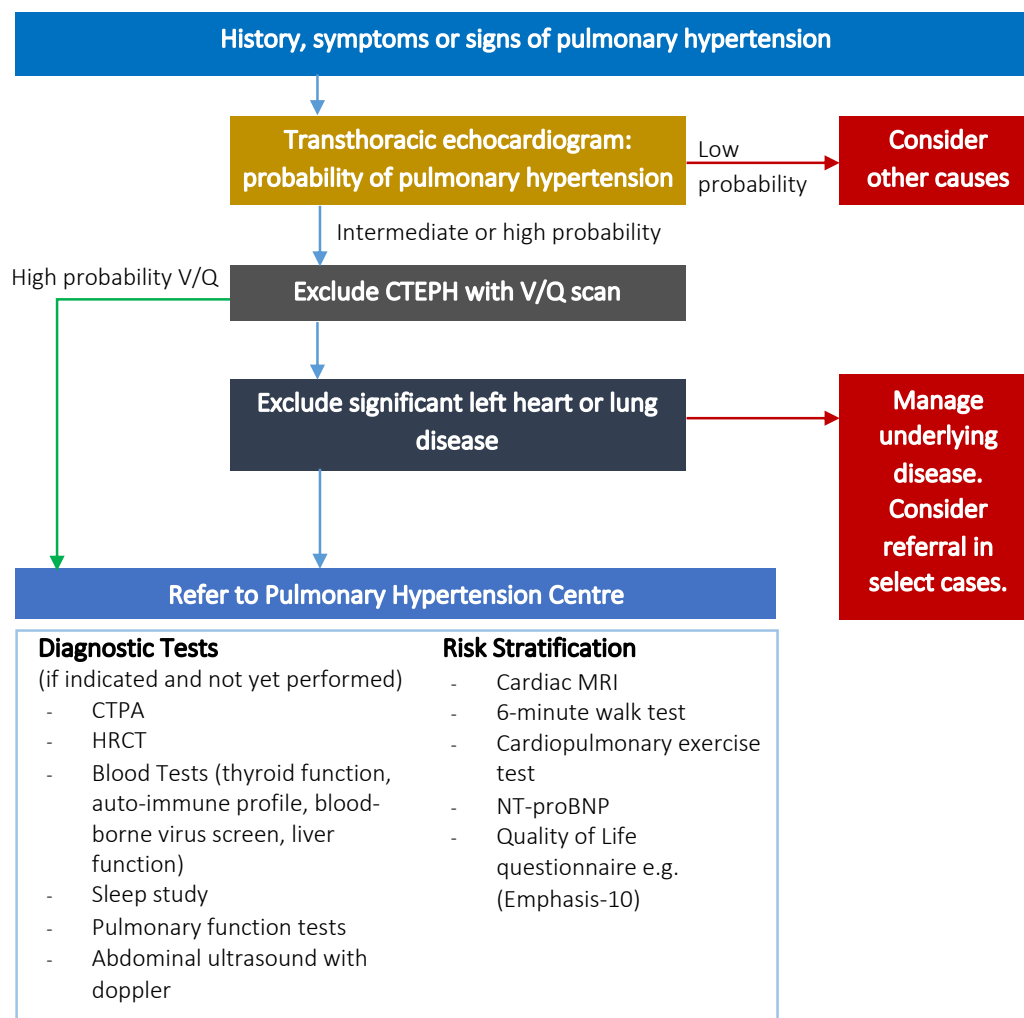 History, symptoms or signs of pulmonary hypertension
Transthoracic echocardiogram:
probability of pulmonary hypertension
Low
probability
Consider
other causes
Intermediate or high probability
High probability V/Q
Exclude CTEPH with V/Q scan
Exclude significant left heart or lung
disease
Manage
underlying
disease.
Consider
referral in
select cases.
Refer to Pulmonary Hypertension Centre
Diagnostic Tests
(if indicated and not yet performed)
- CTPA
- HRCT
- Blood Tests (thyroid function,
auto-immune profile, blood-
borne virus screen, liver
function)
- Sleep study
- Pulmonary function tests
- Abdominal ultrasound with
doppler
Risk Stratification
- Cardiac MRI
- 6-minute walk test
- Cardiopulmonary exercise
test
- NT-proBNP
- Quality of Life
questionnaire e.g.
(Emphasis-10)